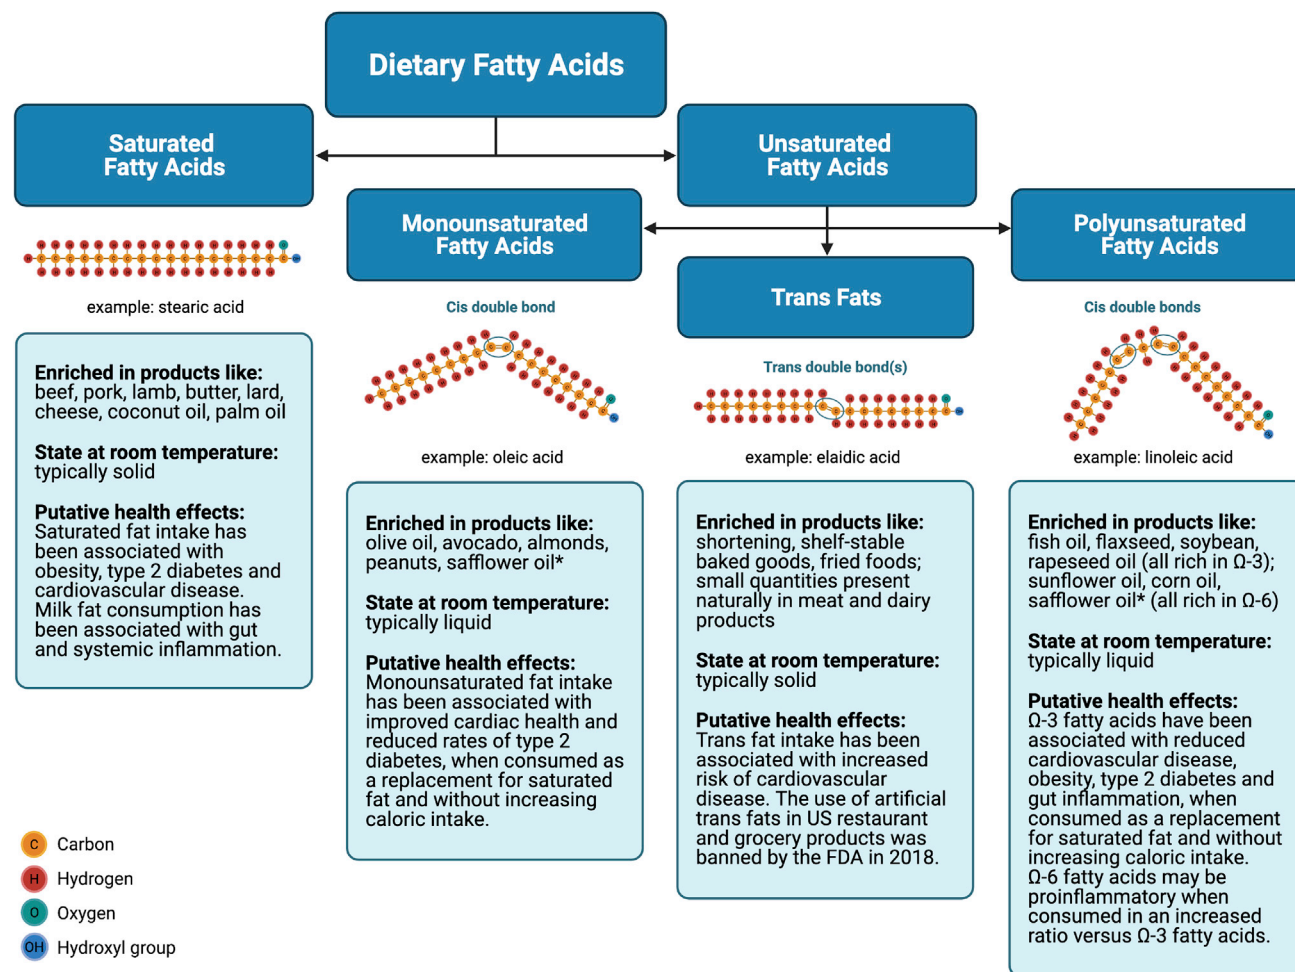 Dietary Fatty Acids
Saturated
Fatty Acids
Unsaturated
Fatty Acids
Monounsaturated
Fatty Acids
Trans Fats
Polyunsaturated
Fatty Acids
example: stearic acid
Enriched in products like:
beef, pork, lamb, butter, lard,
cheese, coconut oil, palm oil
State at room temperature:
typically solid
Putative health effects:
Saturated fat intake has
been associated with
obesity, type 2 diabetes and
cardiovascular disease.
Milk fat consumption has
been associated with gut
and systemic inflammation.
Cis double bond
example: oleic acid
Enriched in products like:
olive oil, avocado, almonds,
peanuts, safflower oil*
State at room temperature:
typically liquid
Putative health effects:
Monounsaturated fat intake
has been associated with
improved cardiac health and
reduced rates of type 2
diabetes, when consumed as
a replacement for saturated
fat and without increasing
caloric intake.
Trans double bond(s)
example: elaidic acid
Enriched in products like:
shortening, shelf-stable
baked goods, fried foods;
small quantities present
naturally in meat and dairy
products
State at room temperature:
typically solid
Putative health effects:
Trans fat intake has been
associated with increased
risk of cardiovascular
disease. The use of artificial
trans fats in US restaurant
and grocery products was
banned by the FDA in 2018.
Cis double bonds
example: linoleic acid
Enriched in products like:
fish oil, flaxseed, soybean,
rapeseed oil (all rich in Ω-3);
sunflower oil, corn oil,
safflower oil* (all rich in Ω-6)
State at room temperature:
typically liquid
Putative health effects:
Ω-3 fatty acids have been
associated with reduced
cardiovascular disease,
obesity, type 2 diabetes and
gut inflammation, when
consumed as a replacement
for saturated fat and without
increasing caloric intake.
Ω-6 fatty acids may be
proinflammatory when
consumed in an increased
ratio versus Ω-3 fatty acids.
C Carbon
H Hydrogen
O Oxygen
OH Hydroxyl group